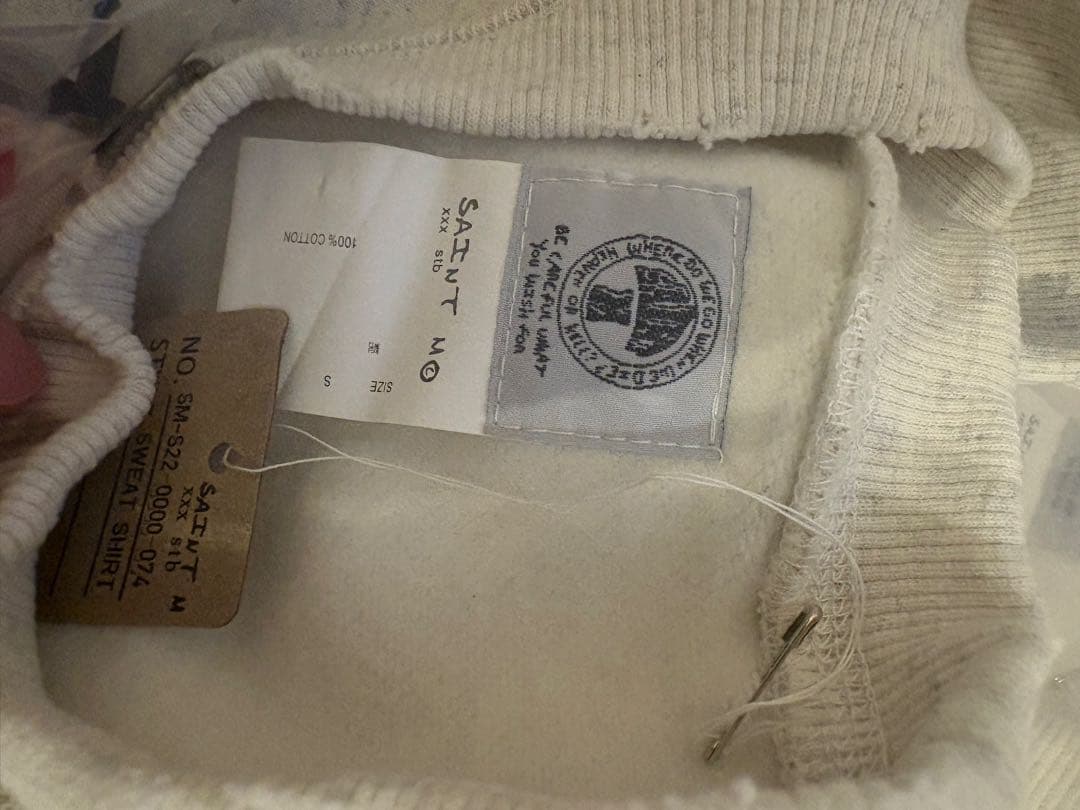 WHERE DO WE GO WHEN WE DIE?
HEAVEN OR HELL?
BE CAREFUL WHAT
YOU WISH FOR
SAINT M©
xxx stb
100% COTTON
SIZE
S
SAINT M
xxx stb
NO. SM-S22-0000-074
SWEAT SHIRT